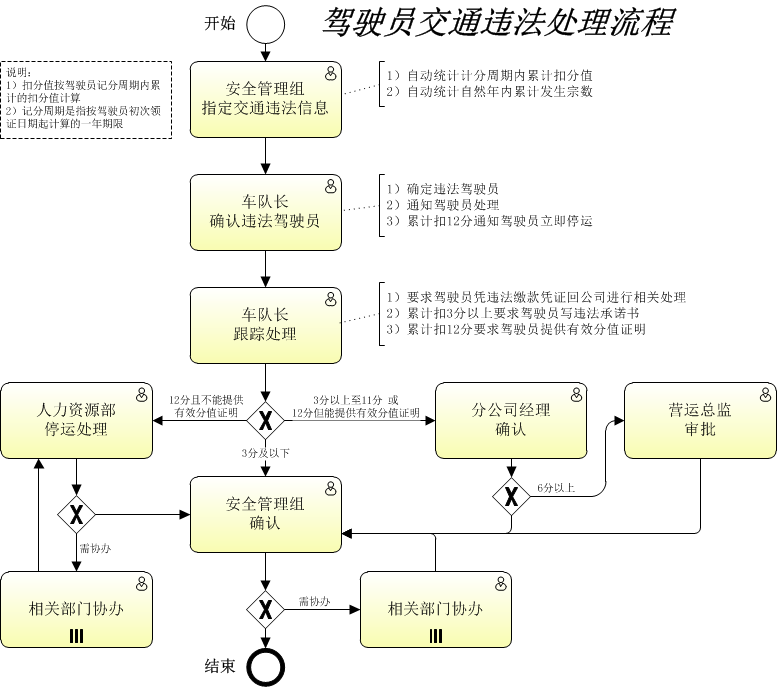 驾驶员交通违法处理流程
开始
说明:
1）扣分值按驾驶员记分周期内累
计的扣分值计算
2）记分周期是指按驾驶员初次领
证日期起计算的一年期限
安全管理组
指定交通违法信息
1）自动统计计分周期内累计扣分值
2）自动统计自然年内累计发生宗数
车队长
确认违法驾驶员
1）确定违法驾驶员
2）通知驾驶员处理
3）累计扣12分通知驾驶员立即停运
车队长
跟踪处理
1）要求驾驶员凭违法缴款凭证回公司进行相关处理
2）累计扣3分以上要求驾驶员写违法承诺书
3）累计扣12分要求驾驶员提供有效分值证明
人力资源部
停运处理
12分且不能提供
有效分值证明
X
3分以上至11分 或
12分但能提供有效分值证明
分公司经理
确认
营运总监
审批
3分及以下
X
安全管理组
确认
X
6分以上
需协办
相关部门协办
X
需协办
相关部门协办
结束